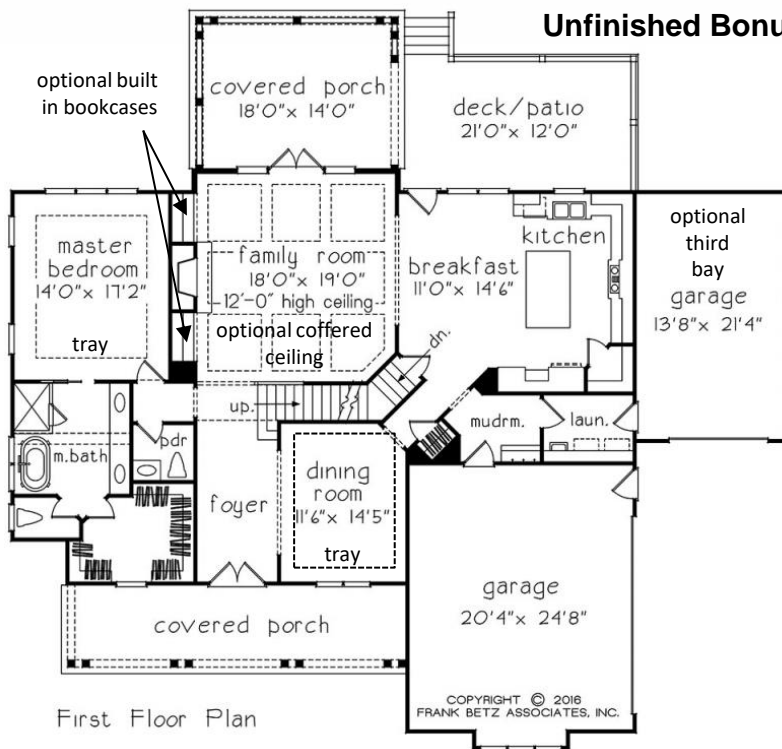 Unfinished Bonu
optional built
in bookcases
covered porch
18'0"x 14'0"
deck/patio
21'0"x 12'0"
master
bedroom
14'0"x 17'2"
tray
family room
18'0"x 19'0"
12'-0" high ceiling
optional coffered
ceiling
breakfast
11'0"x 14'6"
kitchen
optional
third
bay
garage
13'8"x 21'4"
dn.
up.
mudrm.
laun.
m.bath
pdr
foyer
dining
room
11'6"x 14'5"
tray
garage
20'4"x 24'8"
covered porch
COPYRIGHT © 2016
FRANK BETZ ASSOCIATES, INC.
First Floor Plan